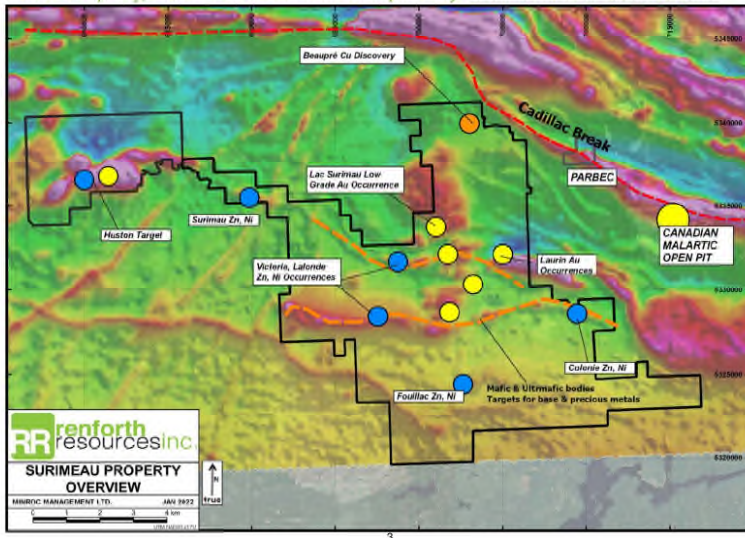 Beaupré Cu Discovery
Cadillac Break
PARBEC
Lac Surimau Low
Grade Au Occurrence
CANADIAN
MALARTIC
OPEN PIT
Huston Target
Surimau Zn, Ni
Victoria, Lalonde
Zn, Ni Occurrences
Laurin Au
Occurrences
Colonie Zn, Ni
Fouillac Zn, Ni
Mafic & Ultrmafic bodies
Targets for base & precious metals
5345000
5340000
5335000
5330000
5325000
5320000
RR renforth
resources inc.
SURIMEAU PROPERTY
OVERVIEW
MINROC MANAGEMENT LTD. JAN 2022
0 1 2 3 4 km
N
true
3